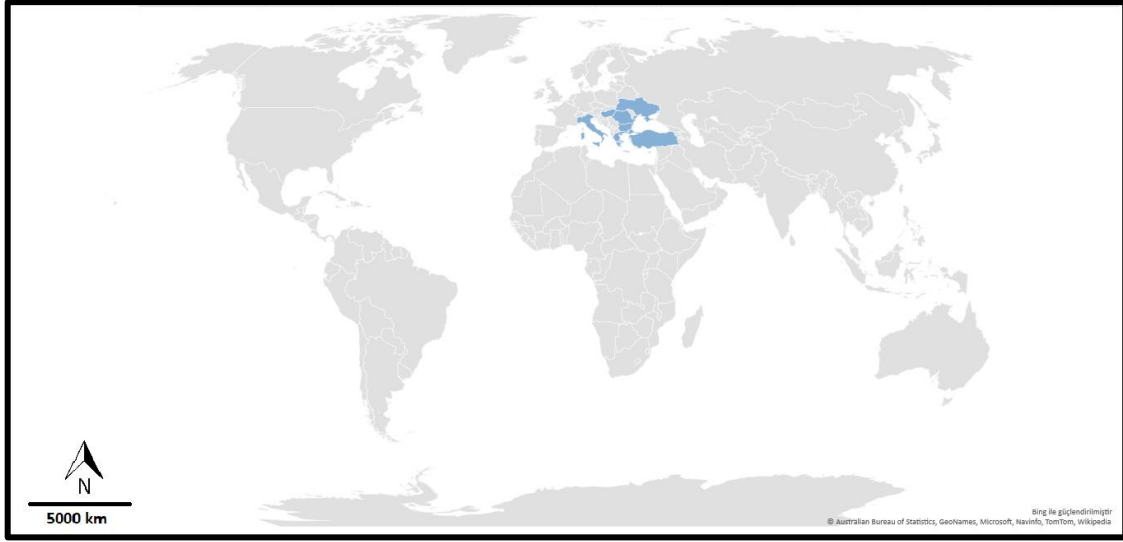 N
5000 km
Bing ile güçlendirilmiştir
© Australian Bureau of Statistics, GeoNames, Microsoft, Navinfo, TomTom, Wikipedia